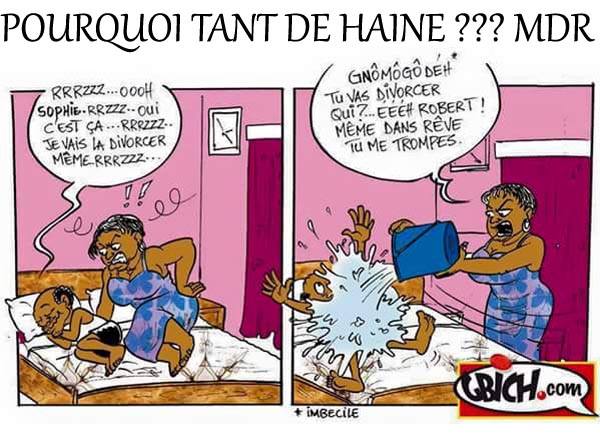 POURQUOI TANT DE HAINE ??? MDR
RRRZZZ...OOOH
SOPHIE..RRZZZ..OUI
C'EST ÇA...RRRZZZ..
JE VAIS LA DIVORCER
MÊME..RRRZZZ...
!!
GNÔMÔGÔ DÉH*
TU VAS DIVORCER
QUI?...EÉÉH ROBERT!
MÊME DANS RÊVE
TU ME TROMPES.
* IMBECILE
GBICH.com